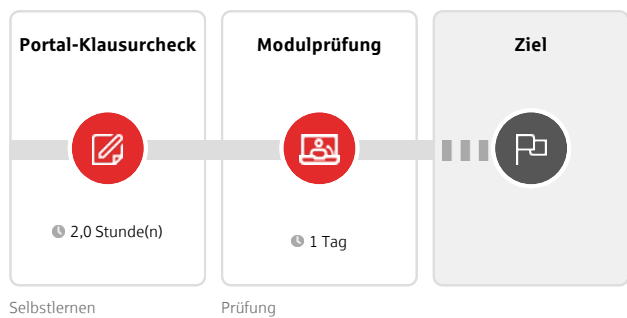 Portal-Klausurcheck
Modulprüfung
Ziel
2,0 Stunde(n)
1 Tag
Selbstlernen
Prüfung